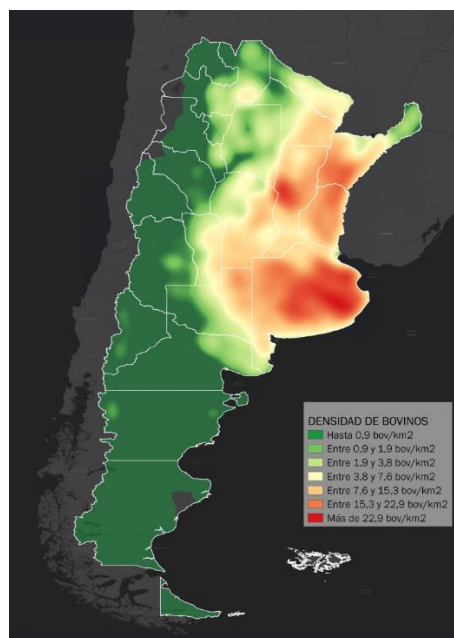 DENSIDAD DE BOVINOS
Hasta 0,9 bov/km2
Entre 0,9 y 1,9 bov/km2
Entre 1,9 y 3,8 bov/km2
Entre 3,8 y 7.6 bov/km2
Entre 7.6 y 15,3 bov/km2
Entre 15,3 y 22,9 bov/km2
Más de 22,9 bov/km2